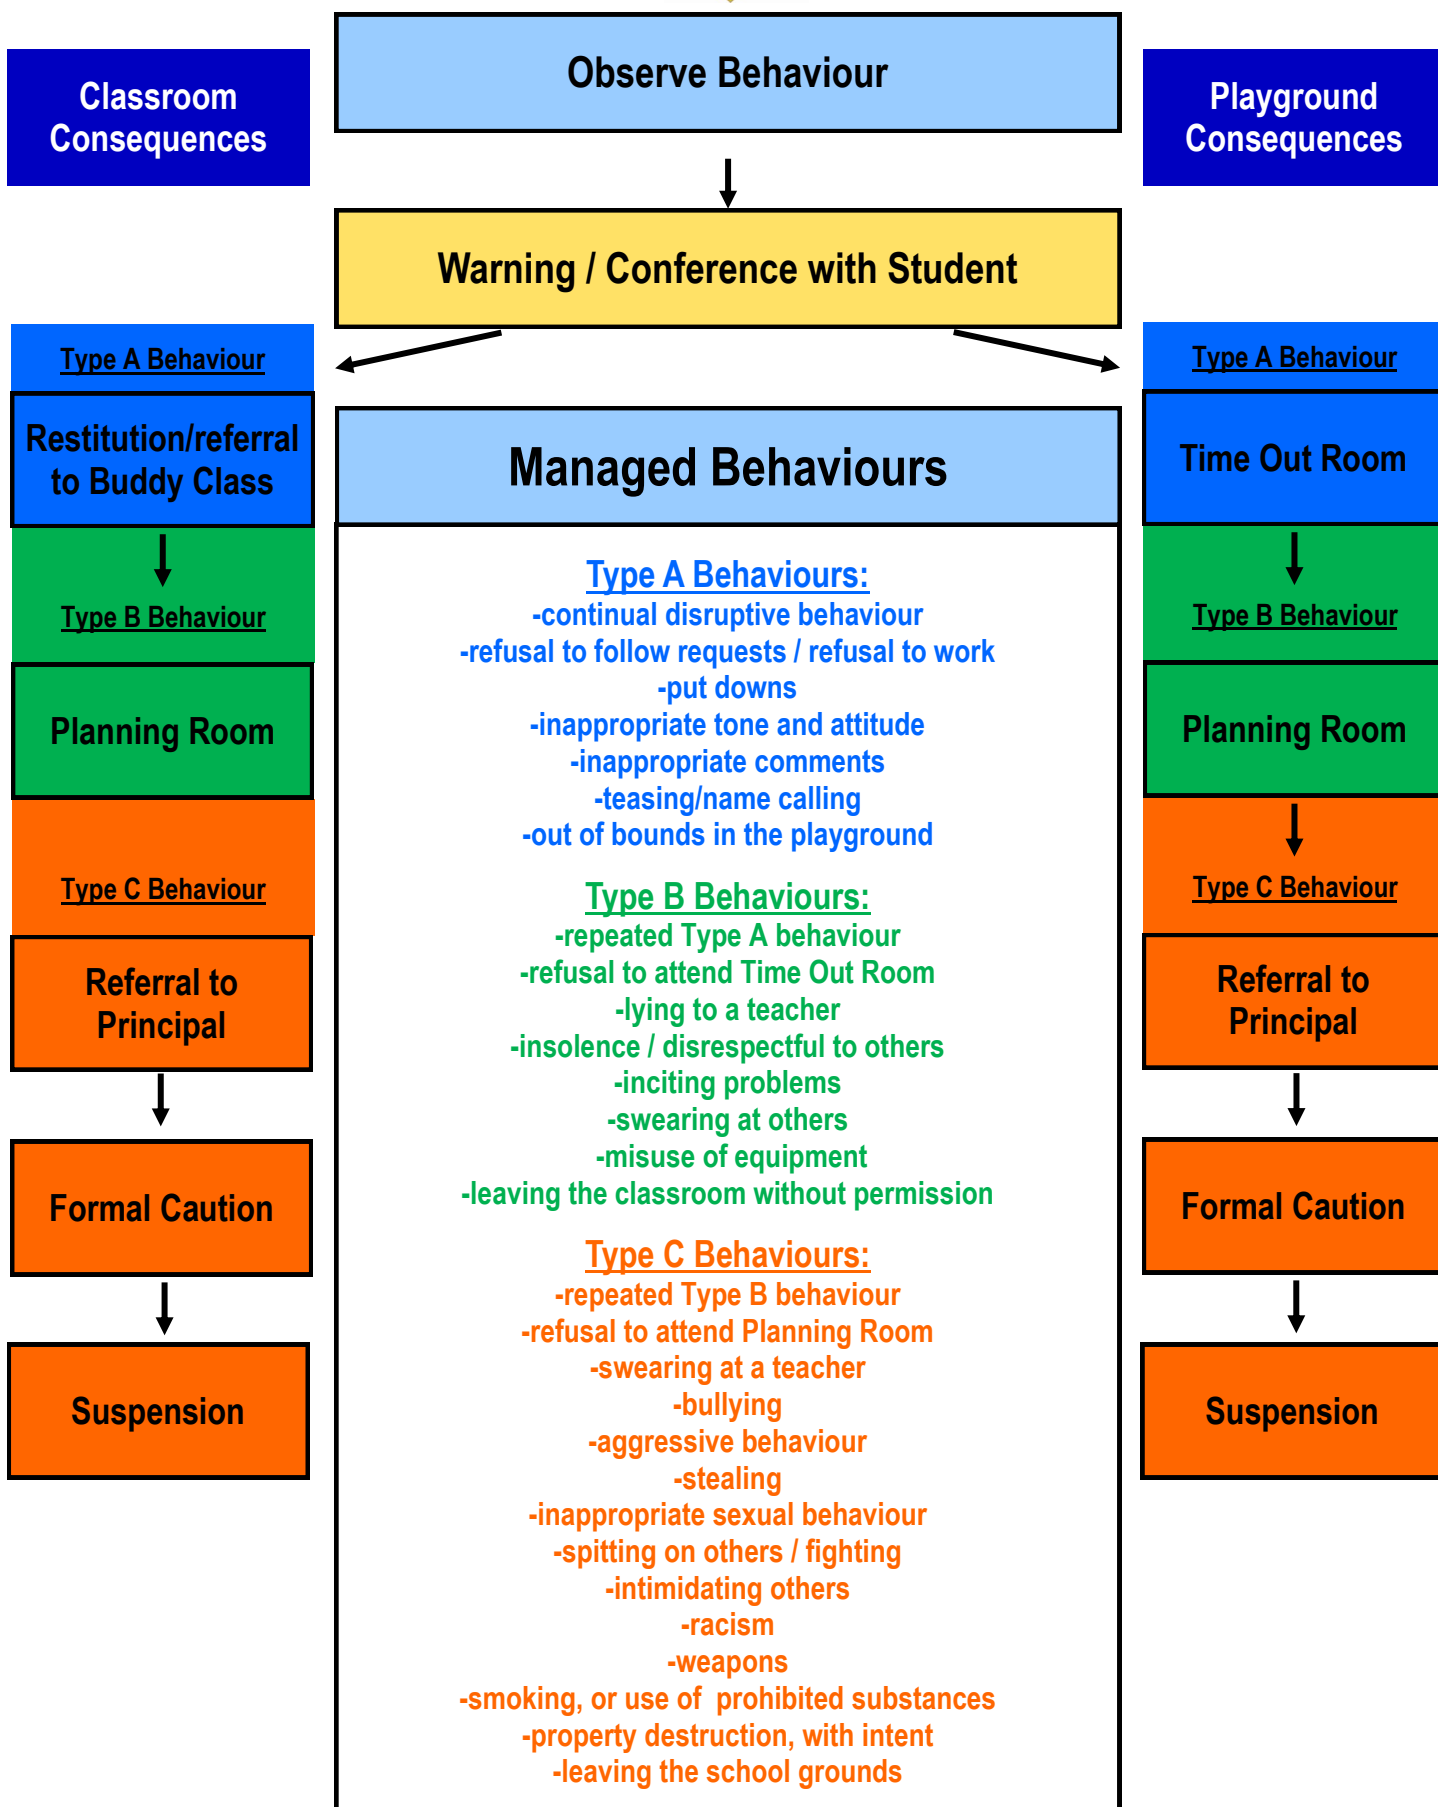 Observe Behaviour
Classroom
Consequences
Playground
Consequences
Warning / Conference with Student
Type A Behaviour
Restitution/referral
to Buddy Class
Type B Behaviour
Planning Room
Type C Behaviour
Referral to
Principal
Formal Caution
Suspension
Managed Behaviours
Type A Behaviours:
-continual disruptive behaviour
-refusal to follow requests / refusal to work
-put downs
-inappropriate tone and attitude
-inappropriate comments
-teasing/name calling
-out of bounds in the playground
Type B Behaviours:
-repeated Type A behaviour
-refusal to attend Time Out Room
-lying to a teacher
-insolence / disrespectful to others
-inciting problems
-swearing at others
-misuse of equipment
-leaving the classroom without permission
Type C Behaviours:
-repeated Type B behaviour
-refusal to attend Planning Room
-swearing at a teacher
-bullying
-aggressive behaviour
-stealing
-inappropriate sexual behaviour
-spitting on others / fighting
-intimidating others
-racism
-weapons
-smoking, or use of  prohibited substances
-property destruction, with intent
-leaving the school grounds
Type A Behaviour
Time Out Room
Type B Behaviour
Planning Room
Type C Behaviour
Referral to
Principal
Formal Caution
Suspension